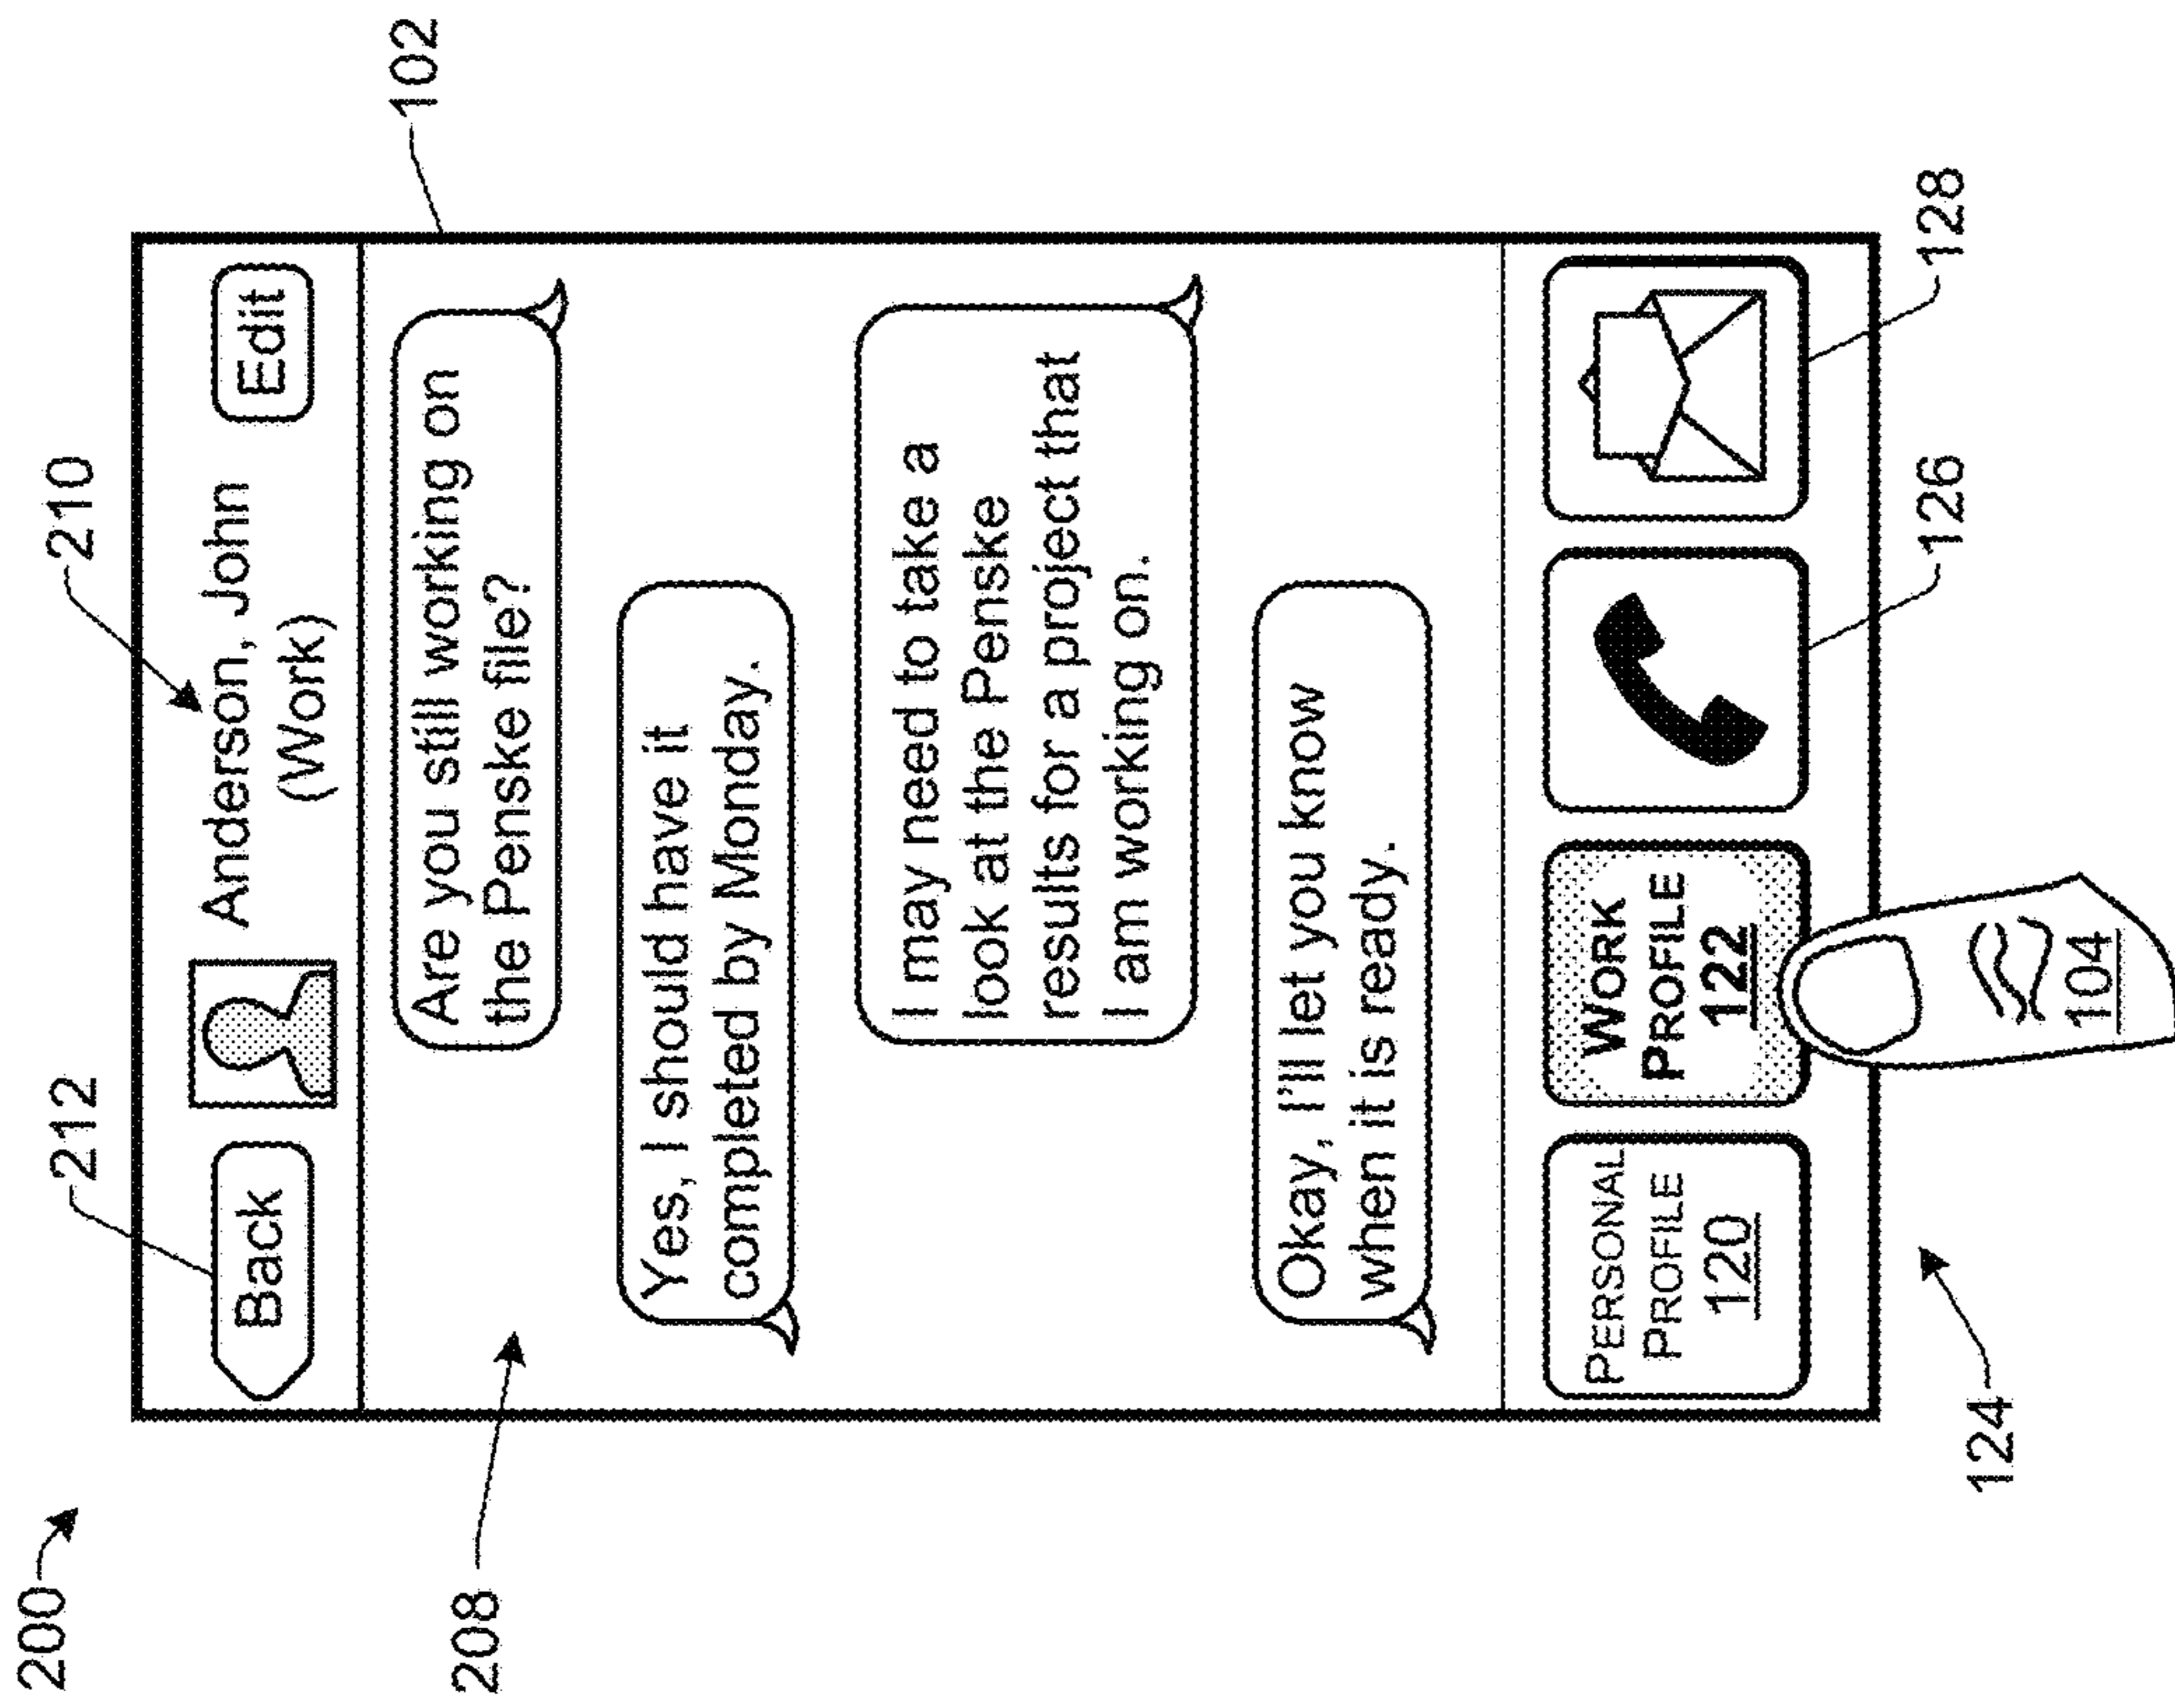 200
210
212
102
Back
Anderson, John
(Work)
Edit
208
Are you still working on
the Penske file?
Yes, I should have it
completed by Monday.
I may need to take a
look at the Penske
results for a project that
I am working on.
Okay, I'll let you know
when it is ready.
PERSONAL
PROFILE
120
WORK
PROFILE
122
124
104
126
128